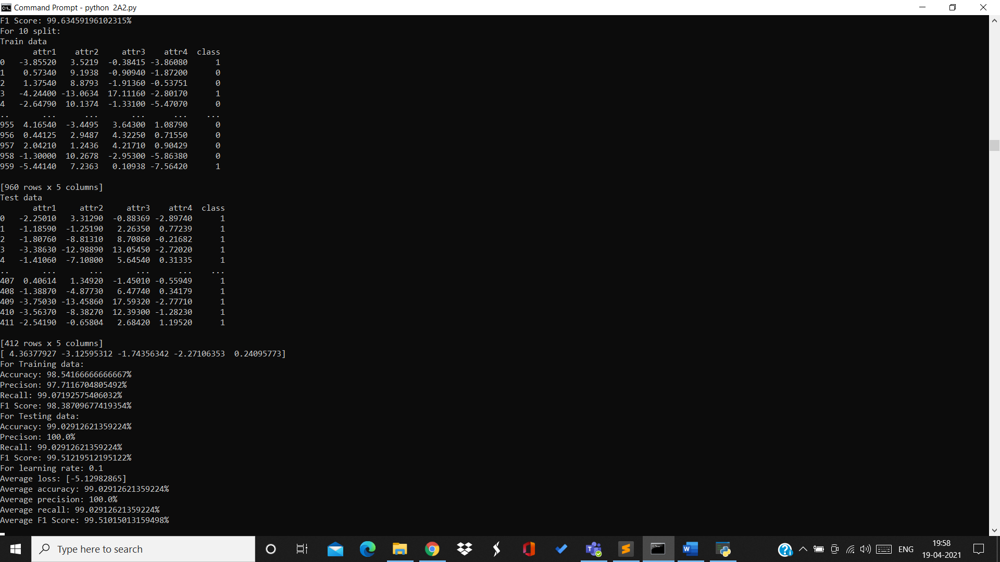 Command Prompt - python  2A2.py
F1 Score: 99.63459196102315%
For 10 split:
Train data
       attr1    attr2     attr3    attr4  class
0   -3.85520   3.5219  -0.38415 -3.86080      1
1    0.57340   9.1938  -0.90940 -1.87200      0
2    1.37540   8.8793  -1.91360 -0.53751      0
3   -4.24400 -13.0634  17.11160 -2.80170      1
4   -2.64790  10.1374  -1.33100 -5.47070      0
..       ...      ...       ...      ...    ...
955  4.16540  -3.4495   3.64300  1.08790      0
956  0.44125   2.9487   4.32250  0.71550      0
957  2.04210   1.2436   4.21710  0.90429      0
958 -1.30000  10.2678  -2.95300 -5.86380      0
959 -5.44140   7.2363   0.10938 -7.56420      1
[960 rows x 5 columns]
Test data
       attr1     attr2     attr3    attr4  class
0   -2.25010   3.31290  -0.88369 -2.89740      1
1   -1.18590  -1.25190   2.26350  0.77239      1
2   -1.80760  -8.81310   8.70860 -0.21682      1
3   -3.38630 -12.98890  13.05450 -2.72020      1
4   -1.41060  -7.10800   5.64540  0.31335      1
..       ...       ...       ...      ...    ...
407  0.40614   1.34920  -1.45010 -0.55949      1
408 -1.38870  -4.87730   6.47740  0.34179      1
409 -3.75030 -13.45860  17.59320 -2.77710      1
410 -3.56370  -8.38270  12.39300 -1.28230      1
411 -2.54190  -0.65804   2.68420  1.19520      1
[412 rows x 5 columns]
[ 4.36377927 -3.12595312 -1.74356342 -2.27106353  0.24095773]
For Training data:
Accuracy: 98.54166666666667%
Precison: 97.7116704805492%
Recall: 99.07192575406032%
F1 Score: 98.38709677419354%
For Testing data:
Accuracy: 99.02912621359224%
Precison: 100.0%
Recall: 99.02912621359224%
F1 Score: 99.51219512195122%
For learning rate: 0.1
Average loss: [-5.12982865]
Average accuracy: 99.02912621359224%
Average precision: 100.0%
Average recall: 99.02912621359224%
Average F1 Score: 99.51015013159498%
Type here to search
ENG
19:58
19-04-2021